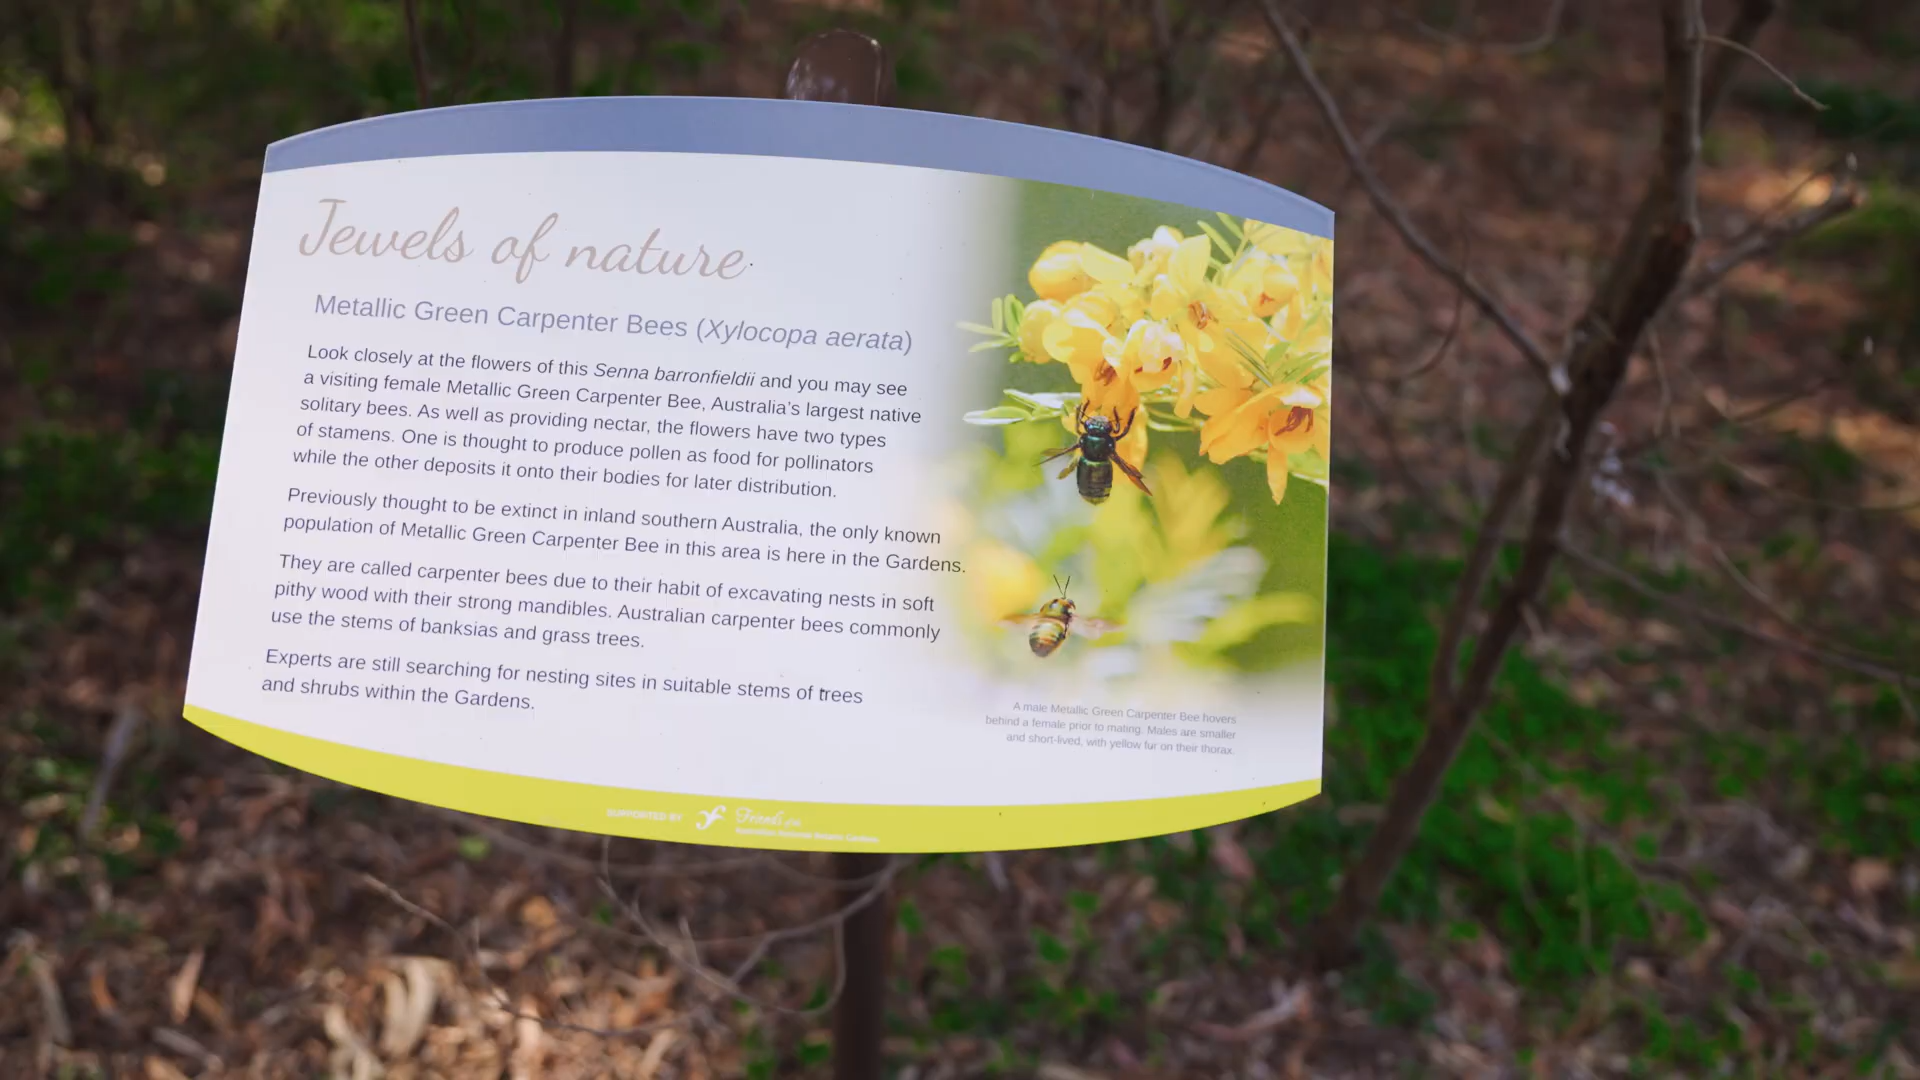 Jewels of nature
Metallic Green Carpenter Bees (Xylocopa aerata)
Look closely at the flowers of this Senna barronfieldii and you may see
a visiting female Metallic Green Carpenter Bee, Australia's largest native
solitary bees. As well as providing nectar, the flowers have two types
of stamens. One is thought to produce pollen as food for pollinators
while the other deposits it onto their bodies for later distribution.
Previously thought to be extinct in inland southern Australia, the only known
population of Metallic Green Carpenter Bee in this area is here in the Gardens.
They are called carpenter bees due to their habit of excavating nests in soft
pithy wood with their strong mandibles. Australian carpenter bees commonly
use the stems of banksias and grass trees.
Experts are still searching for nesting sites in suitable stems of trees
and shrubs within the Gardens.
A male Metallic Green Carpenter Bee hovers
behind a female prior to mating. Males are smaller
and short-lived, with yellow fur on their thorax.
SUPPORTED BY
Australian National Botanic Gardens